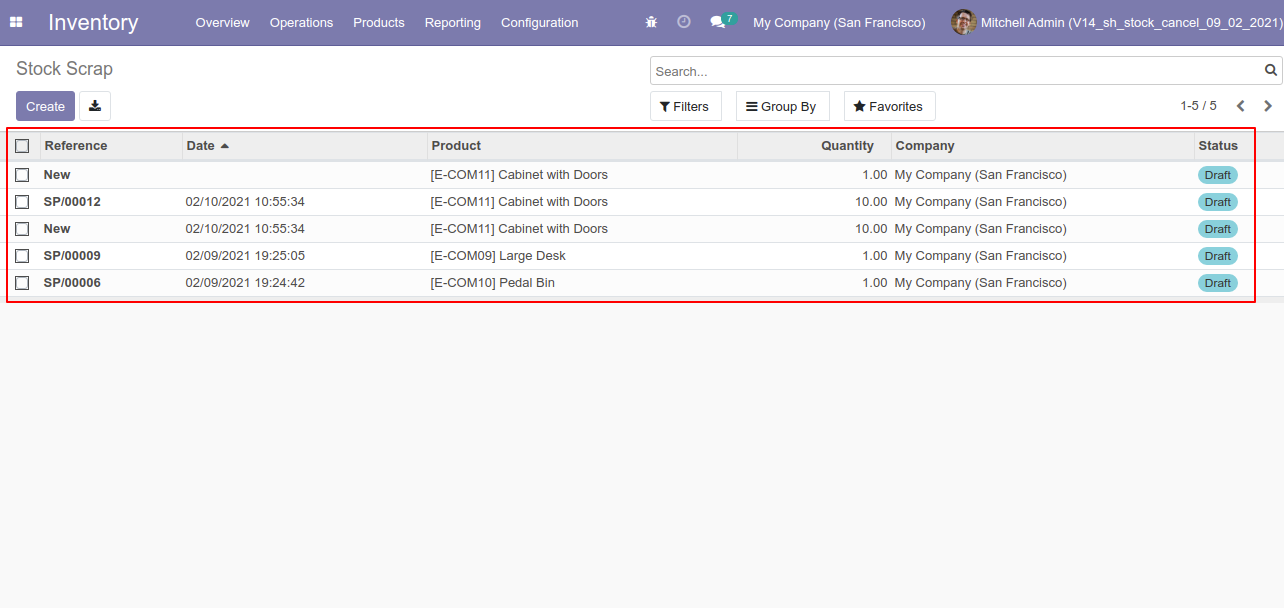 Inventory Overview Operations Products Reporting Configuration 7 My Company (San Francisco) Mitchell Admin (V14_sh_stock_cancel_09_02_2021)
Stock Scrap Search...
Create Filters Group By Favorites 1-5 / 5
Reference Date Product Quantity Company Status
New [E-COM11] Cabinet with Doors 1.00 My Company (San Francisco) Draft
SP/00012 02/10/2021 10:55:34 [E-COM11] Cabinet with Doors 10.00 My Company (San Francisco) Draft
New 02/10/2021 10:55:34 [E-COM11] Cabinet with Doors 10.00 My Company (San Francisco) Draft
SP/00009 02/09/2021 19:25:05 [E-COM09] Large Desk 1.00 My Company (San Francisco) Draft
SP/00006 02/09/2021 19:24:42 [E-COM10] Pedal Bin 1.00 My Company (San Francisco) Draft